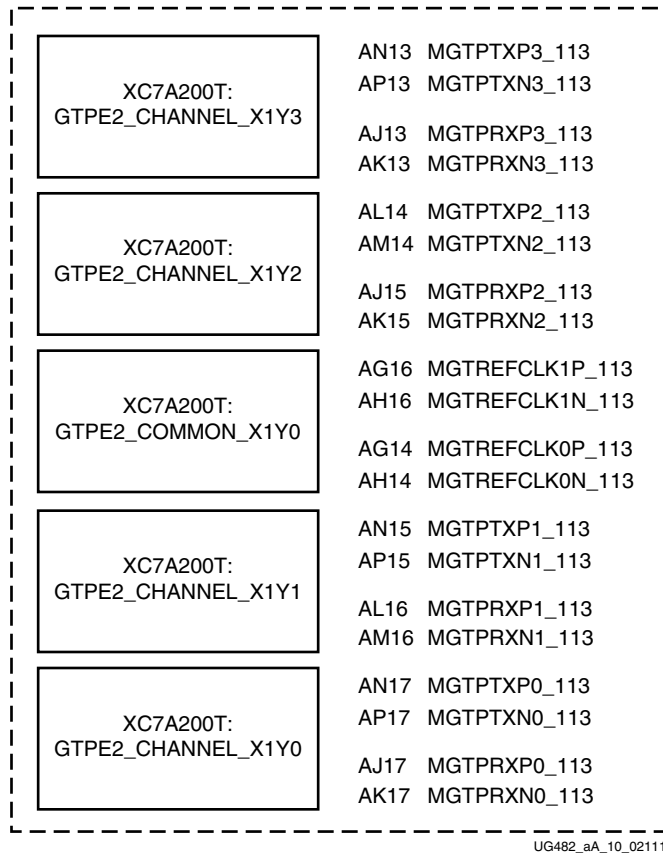 XC7A200T:
GTPE2_CHANNEL_X1Y3
AN13 MGTPTXP3_113
AP13 MGTPTXN3_113
AJ13 MGTPRXP3_113
AK13 MGTPRXN3_113
XC7A200T:
GTPE2_CHANNEL_X1Y2
AL14 MGTPTXP2_113
AM14 MGTPTXN2_113
AJ15 MGTPRXP2_113
AK15 MGTPRXN2_113
XC7A200T:
GTPE2_COMMON_X1Y0
AG16 MGTREFCLK1P_113
AH16 MGTREFCLK1N_113
AG14 MGTREFCLK0P_113
AH14 MGTREFCLK0N_113
XC7A200T:
GTPE2_CHANNEL_X1Y1
AN15 MGTPTXP1_113
AP15 MGTPTXN1_113
AL16 MGTPRXP1_113
AM16 MGTPRXN1_113
XC7A200T:
GTPE2_CHANNEL_X1Y0
AN17 MGTPTXP0_113
AP17 MGTPTXN0_113
AJ17 MGTPRXP0_113
AK17 MGTPRXN0_113
UG482_aA_10_02111